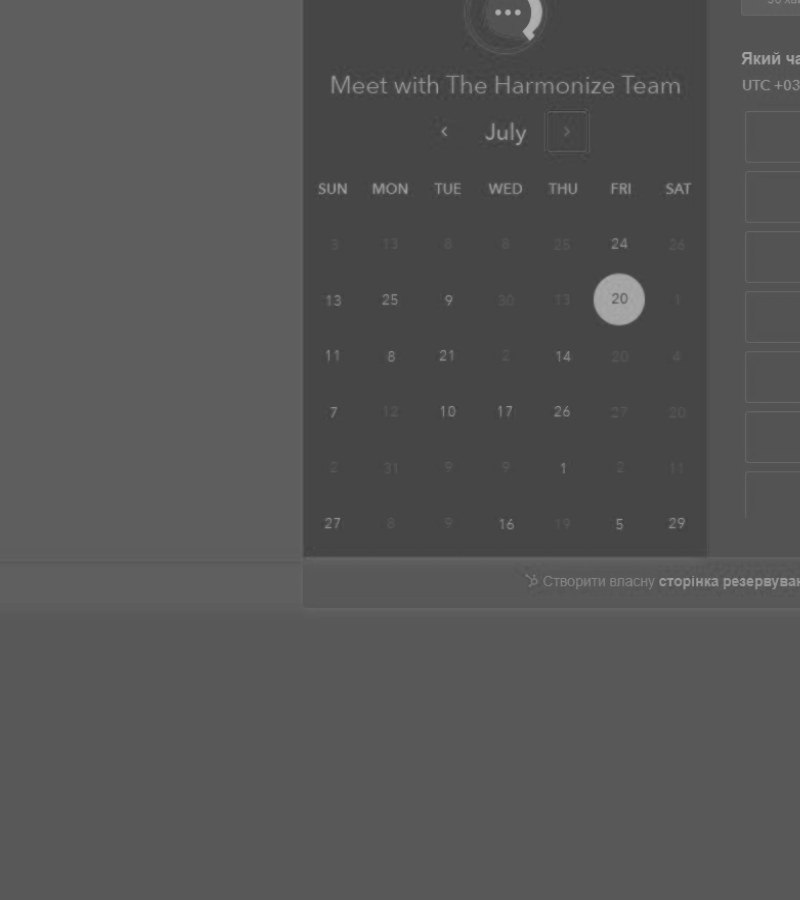 Який ча
Meet with The Harmonize Team
UTC +03
July
SUN MON TUE WED THU FRI SAT
3 13 8 8 25 24 26
13 25 9 30 13 20 1
11 8 21 2 14 20 4
7 12 10 17 26 27 20
2 31 9 9 1 2 11
27 8 9 16 19 5 29
Створити власну сторінка резервуван